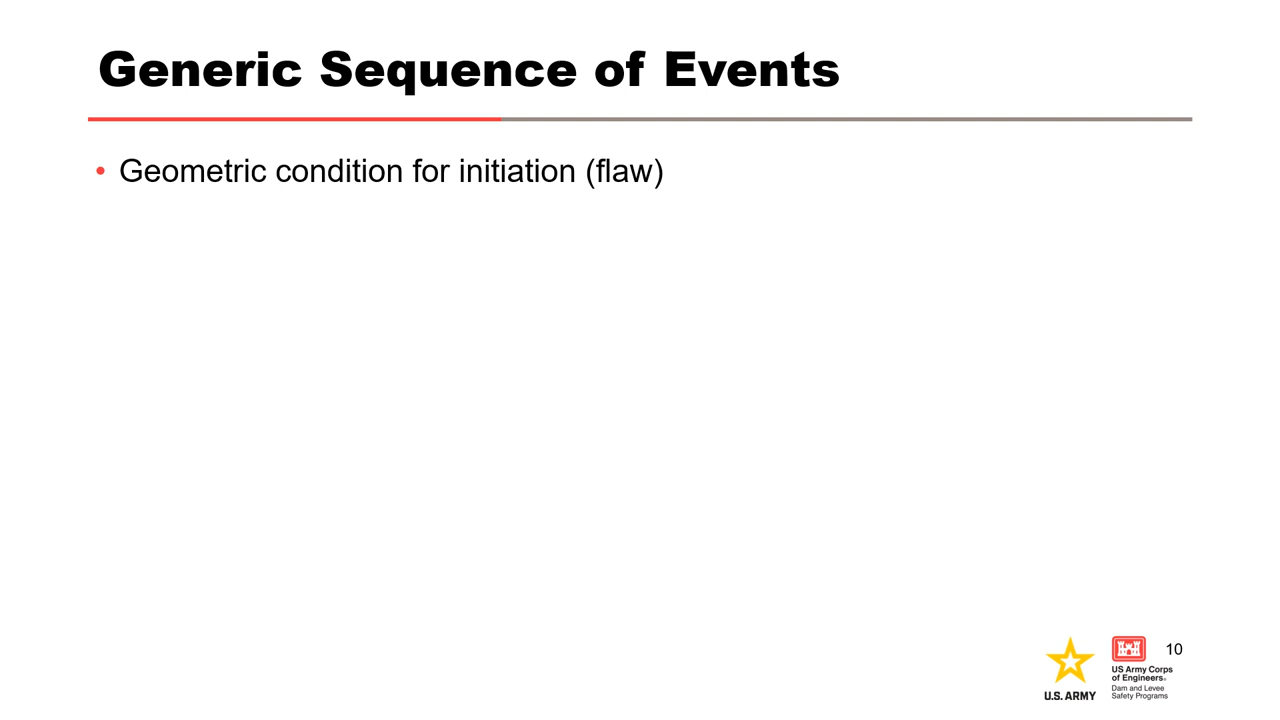 Generic Sequence of Events
• Geometric condition for initiation (flaw)
10
U.S. ARMY
US Army Corps
of Engineers®
Dam and Levee
Safety Programs